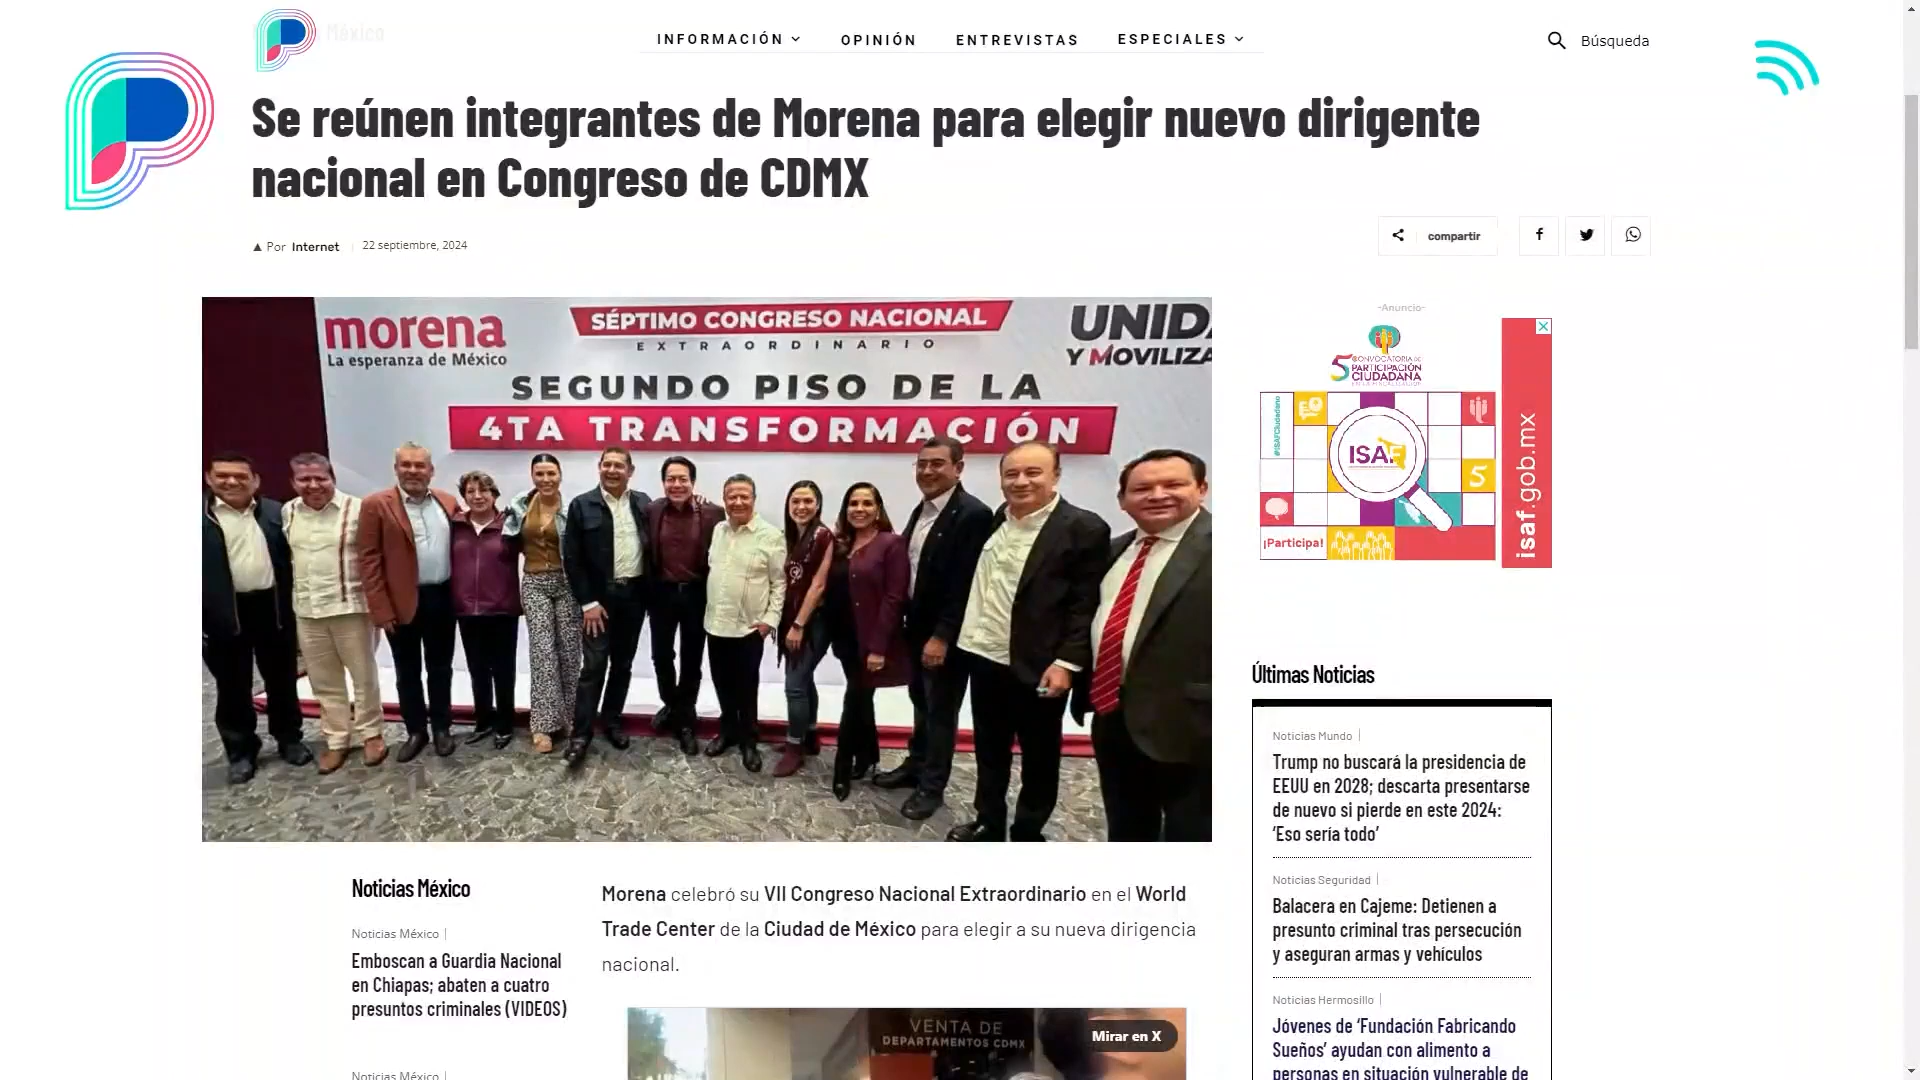 México
INFORMACIÓN
OPINIÓN
ENTREVISTAS
ESPECIALES
Búsqueda
Se reúnen integrantes de Morena para elegir nuevo dirigente
nacional en Congreso de CDMX
Por Internet
22 septiembre, 2024
compartir
morena
La esperanza de México
SÉPTIMO CONGRESO NACIONAL
EXTRAORDINARIO
SEGUNDO PISO DE LA
4TA TRANSFORMACIÓN
UNID
Y MOVILIZA
-Anuncio-
5
CONVOCATORIA DE
PARTICIPACIÓN
CIUDADANA
#ISAFCiudadano
ISAF
5
¡Participa!
isaf.gob.mx
Noticias México
Noticias México
Emboscan a Guardia Nacional
en Chiapas; abaten a cuatro
presuntos criminales (VIDEOS)
Noticias México
Morena celebró su VII Congreso Nacional Extraordinario en el World
Trade Center de la Ciudad de México para elegir a su nueva dirigencia
nacional.
VENTA DE
DEPARTAMENTOS CDMX
Mirar en X
Últimas Noticias
Noticias Mundo
Trump no buscará la presidencia de
EEUU en 2028; descarta presentarse
de nuevo si pierde en este 2024:
‘Eso sería todo’
Noticias Seguridad
Balacera en Cajeme: Detienen a
presunto criminal tras persecución
y aseguran armas y vehículos
Noticias Hermosillo
Jóvenes de ‘Fundación Fabricando
Sueños’ ayudan con alimento a
personas en situación vulnerable de